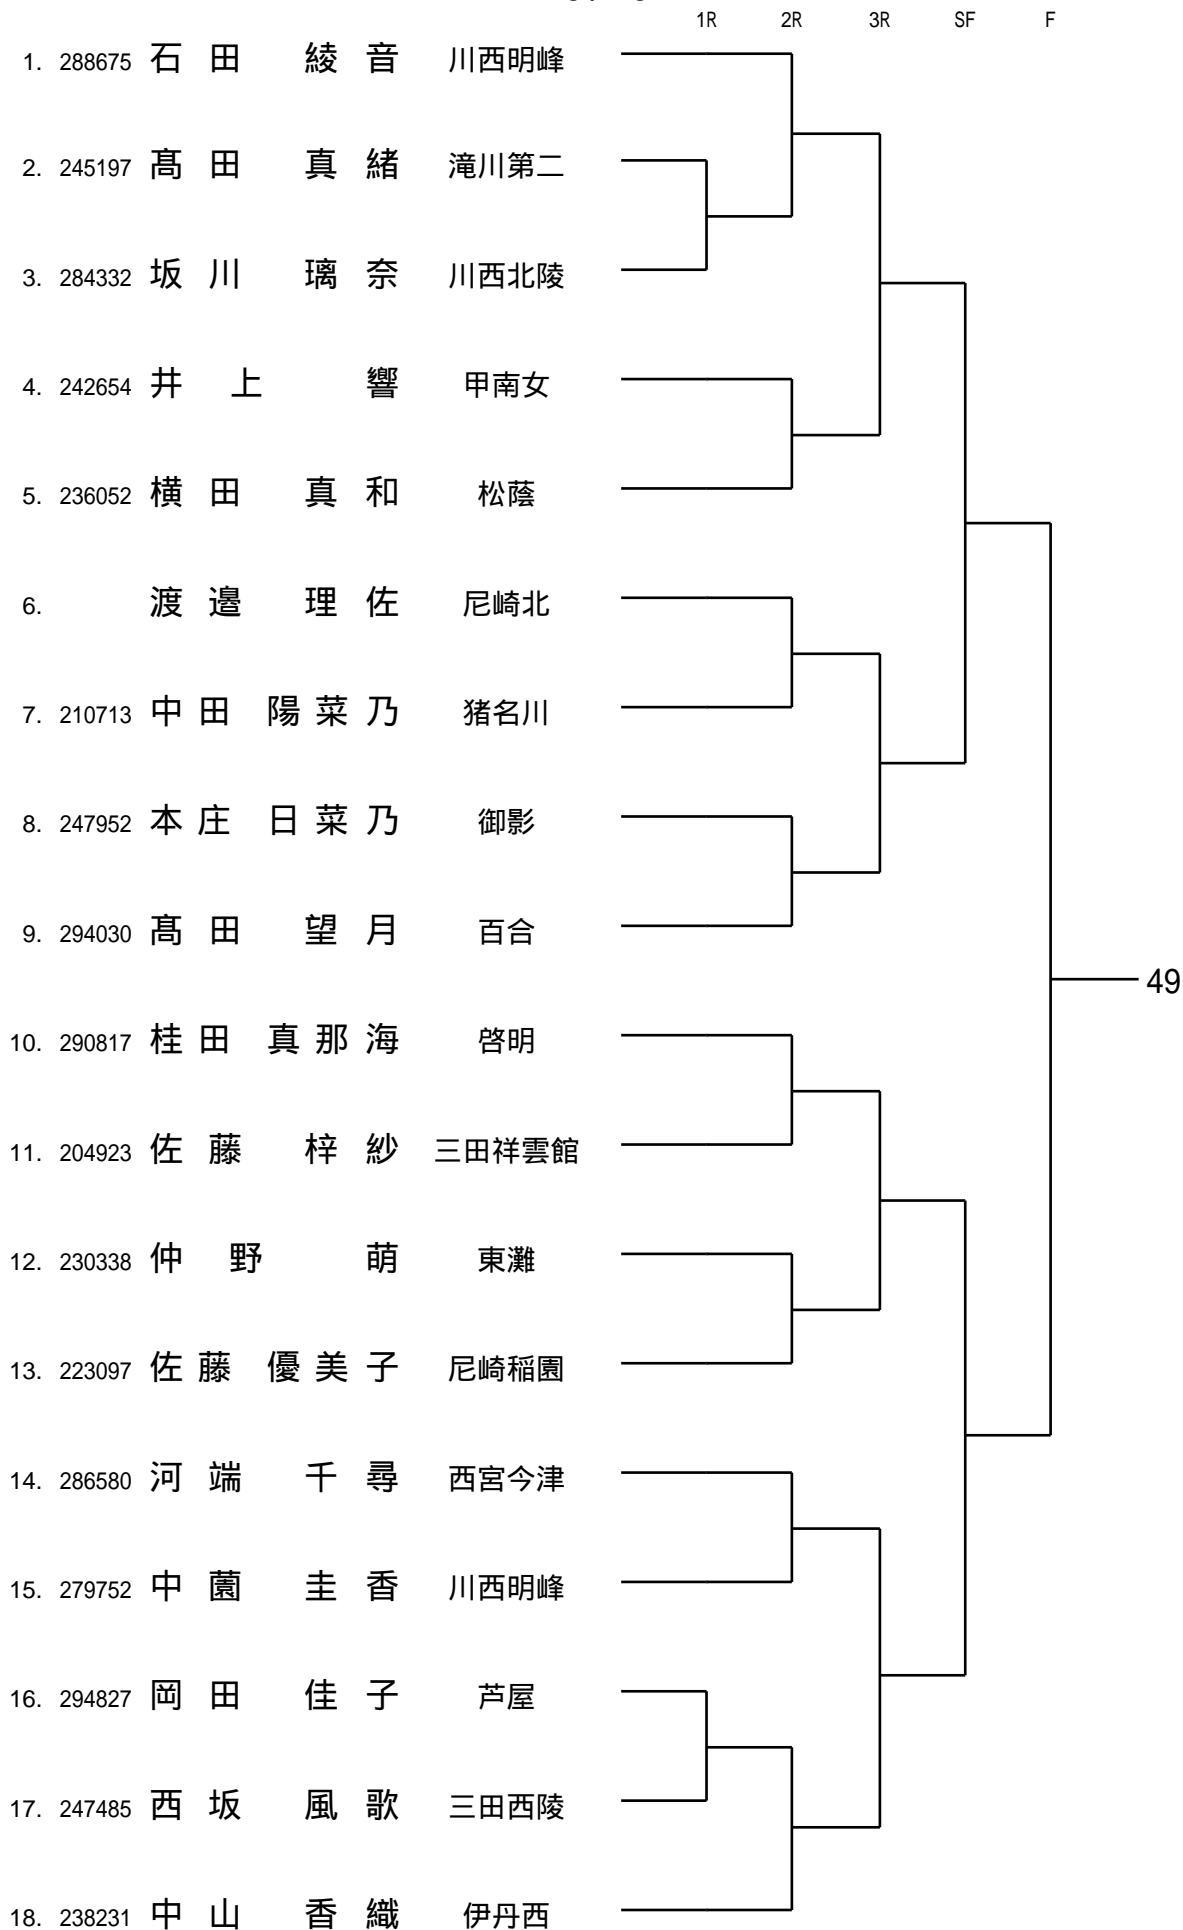 1R 2R 3R SF F
1. 288675 石田 綾音 川西明峰
2. 245197 髙田 真緒 滝川第二
3. 284332 坂川 璃奈 川西北陵
4. 242654 井上 響 甲南女
5. 236052 横田 真和 松蔭
6. 渡邉 理佐 尼崎北
7. 210713 中田 陽菜乃 猪名川
8. 247952 本庄 日菜乃 御影
9. 294030 髙田 望月 百合
49
10. 290817 桂田 真那海 啓明
11. 204923 佐藤 梓紗 三田祥雲館
12. 230338 仲野 萌 東灘
13. 223097 佐藤 優美子 尼崎稲園
14. 286580 河端 千尋 西宮今津
15. 279752 中薗 圭香 川西明峰
16. 294827 岡田 佳子 芦屋
17. 247485 西坂 風歌 三田西陵
18. 238231 中山 香織 伊丹西